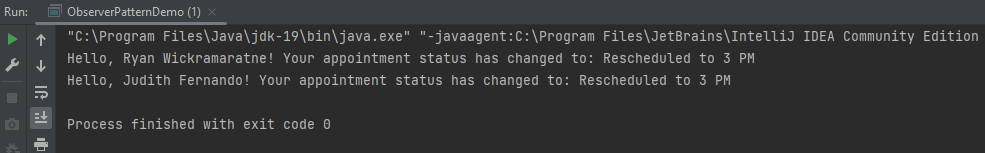 Run: ObserverPatternDemo (1)
"C:\Program Files\Java\jdk-19\bin\java.exe" "-javaagent:C:\Program Files\JetBrains\IntelliJ IDEA Community Edition
Hello, Ryan Wickramaratne! Your appointment status has changed to: Rescheduled to 3 PM
Hello, Judith Fernando! Your appointment status has changed to: Rescheduled to 3 PM
Process finished with exit code 0